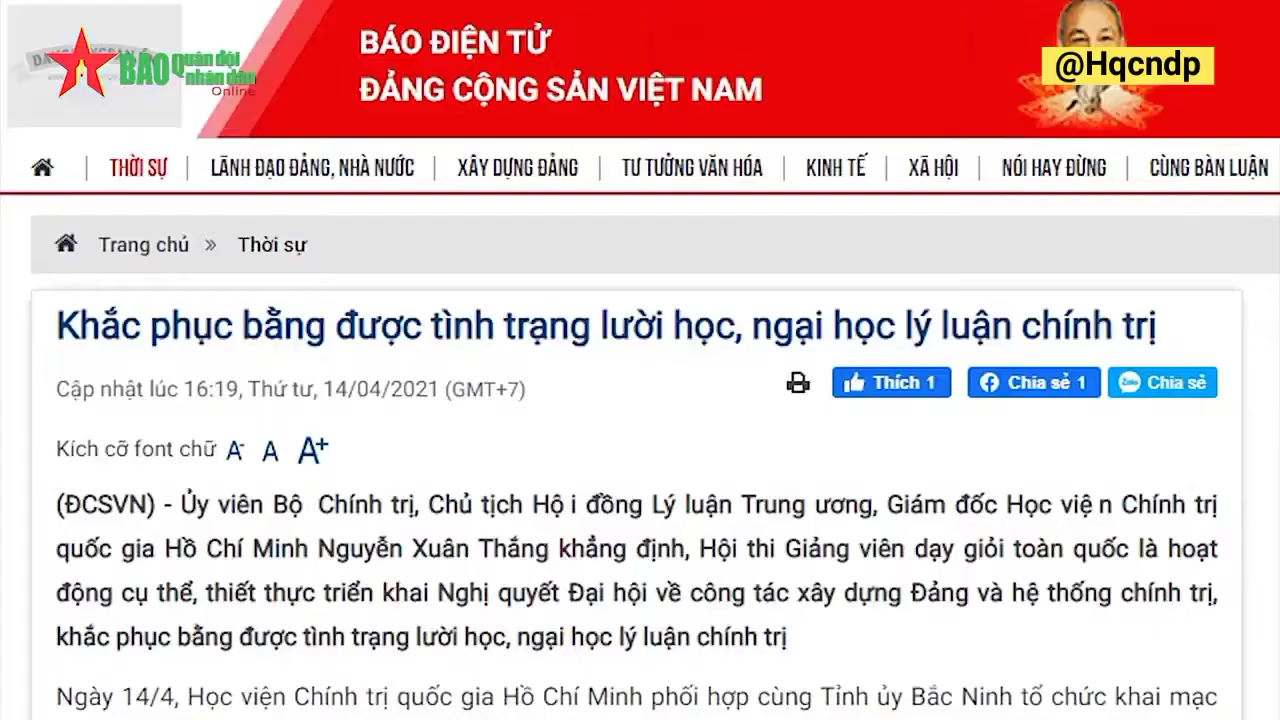 BÁO Quân đội
nhân dân
Online
BÁO ĐIỆN TỬ
ĐẢNG CỘNG SẢN VIỆT NAM
@Hqcndp
THỜI SỰ | LÃNH ĐẠO ĐẢNG, NHÀ NƯỚC | XÂY DỰNG ĐẢNG | TƯ TƯỞNG VĂN HÓA | KINH TẾ | XÃ HỘI | NÓI HAY ĐỪNG | CÙNG BÀN LUẬN
Trang chủ » Thời sự
Khắc phục bằng được tình trạng lười học, ngại học lý luận chính trị
Cập nhật lúc 16:19, Thứ tư, 14/04/2021 (GMT+7)
Thích 1 Chia sẻ 1 Zalo Chia sẻ
Kích cỡ font chữ A- A A+
(ĐCSVN) - Ủy viên Bộ Chính trị, Chủ tịch Hộ i đồng Lý luận Trung ương, Giám đốc Học việ n Chính trị
quốc gia Hồ Chí Minh Nguyễn Xuân Thắng khẳng định, Hội thi Giảng viên dạy giỏi toàn quốc là hoạt
động cụ thể, thiết thực triển khai Nghị quyết Đại hội về công tác xây dựng Đảng và hệ thống chính trị,
khắc phục bằng được tình trạng lười học, ngại học lý luận chính trị
Ngày 14/4, Học viện Chính trị quốc gia Hồ Chí Minh phối hợp cùng Tỉnh ủy Bắc Ninh tổ chức khai mạc